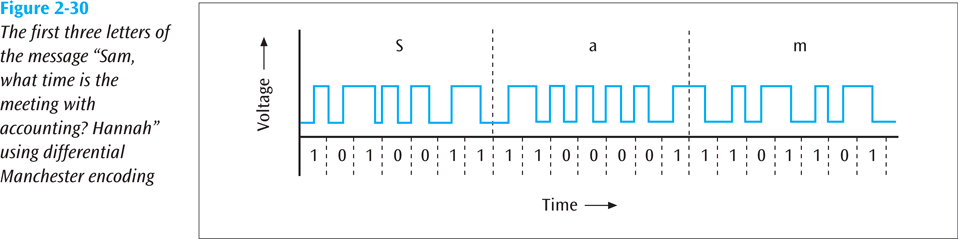 Figure 2-30
The first three letters of
the message “Sam,
what time is the
meeting with
accounting? Hannah”
using differential
Manchester encoding
S a m
Voltage
1 0 1 0 0 1 1 1 1 0 0 0 0 1 1 1 0 1 1 0 1
Time